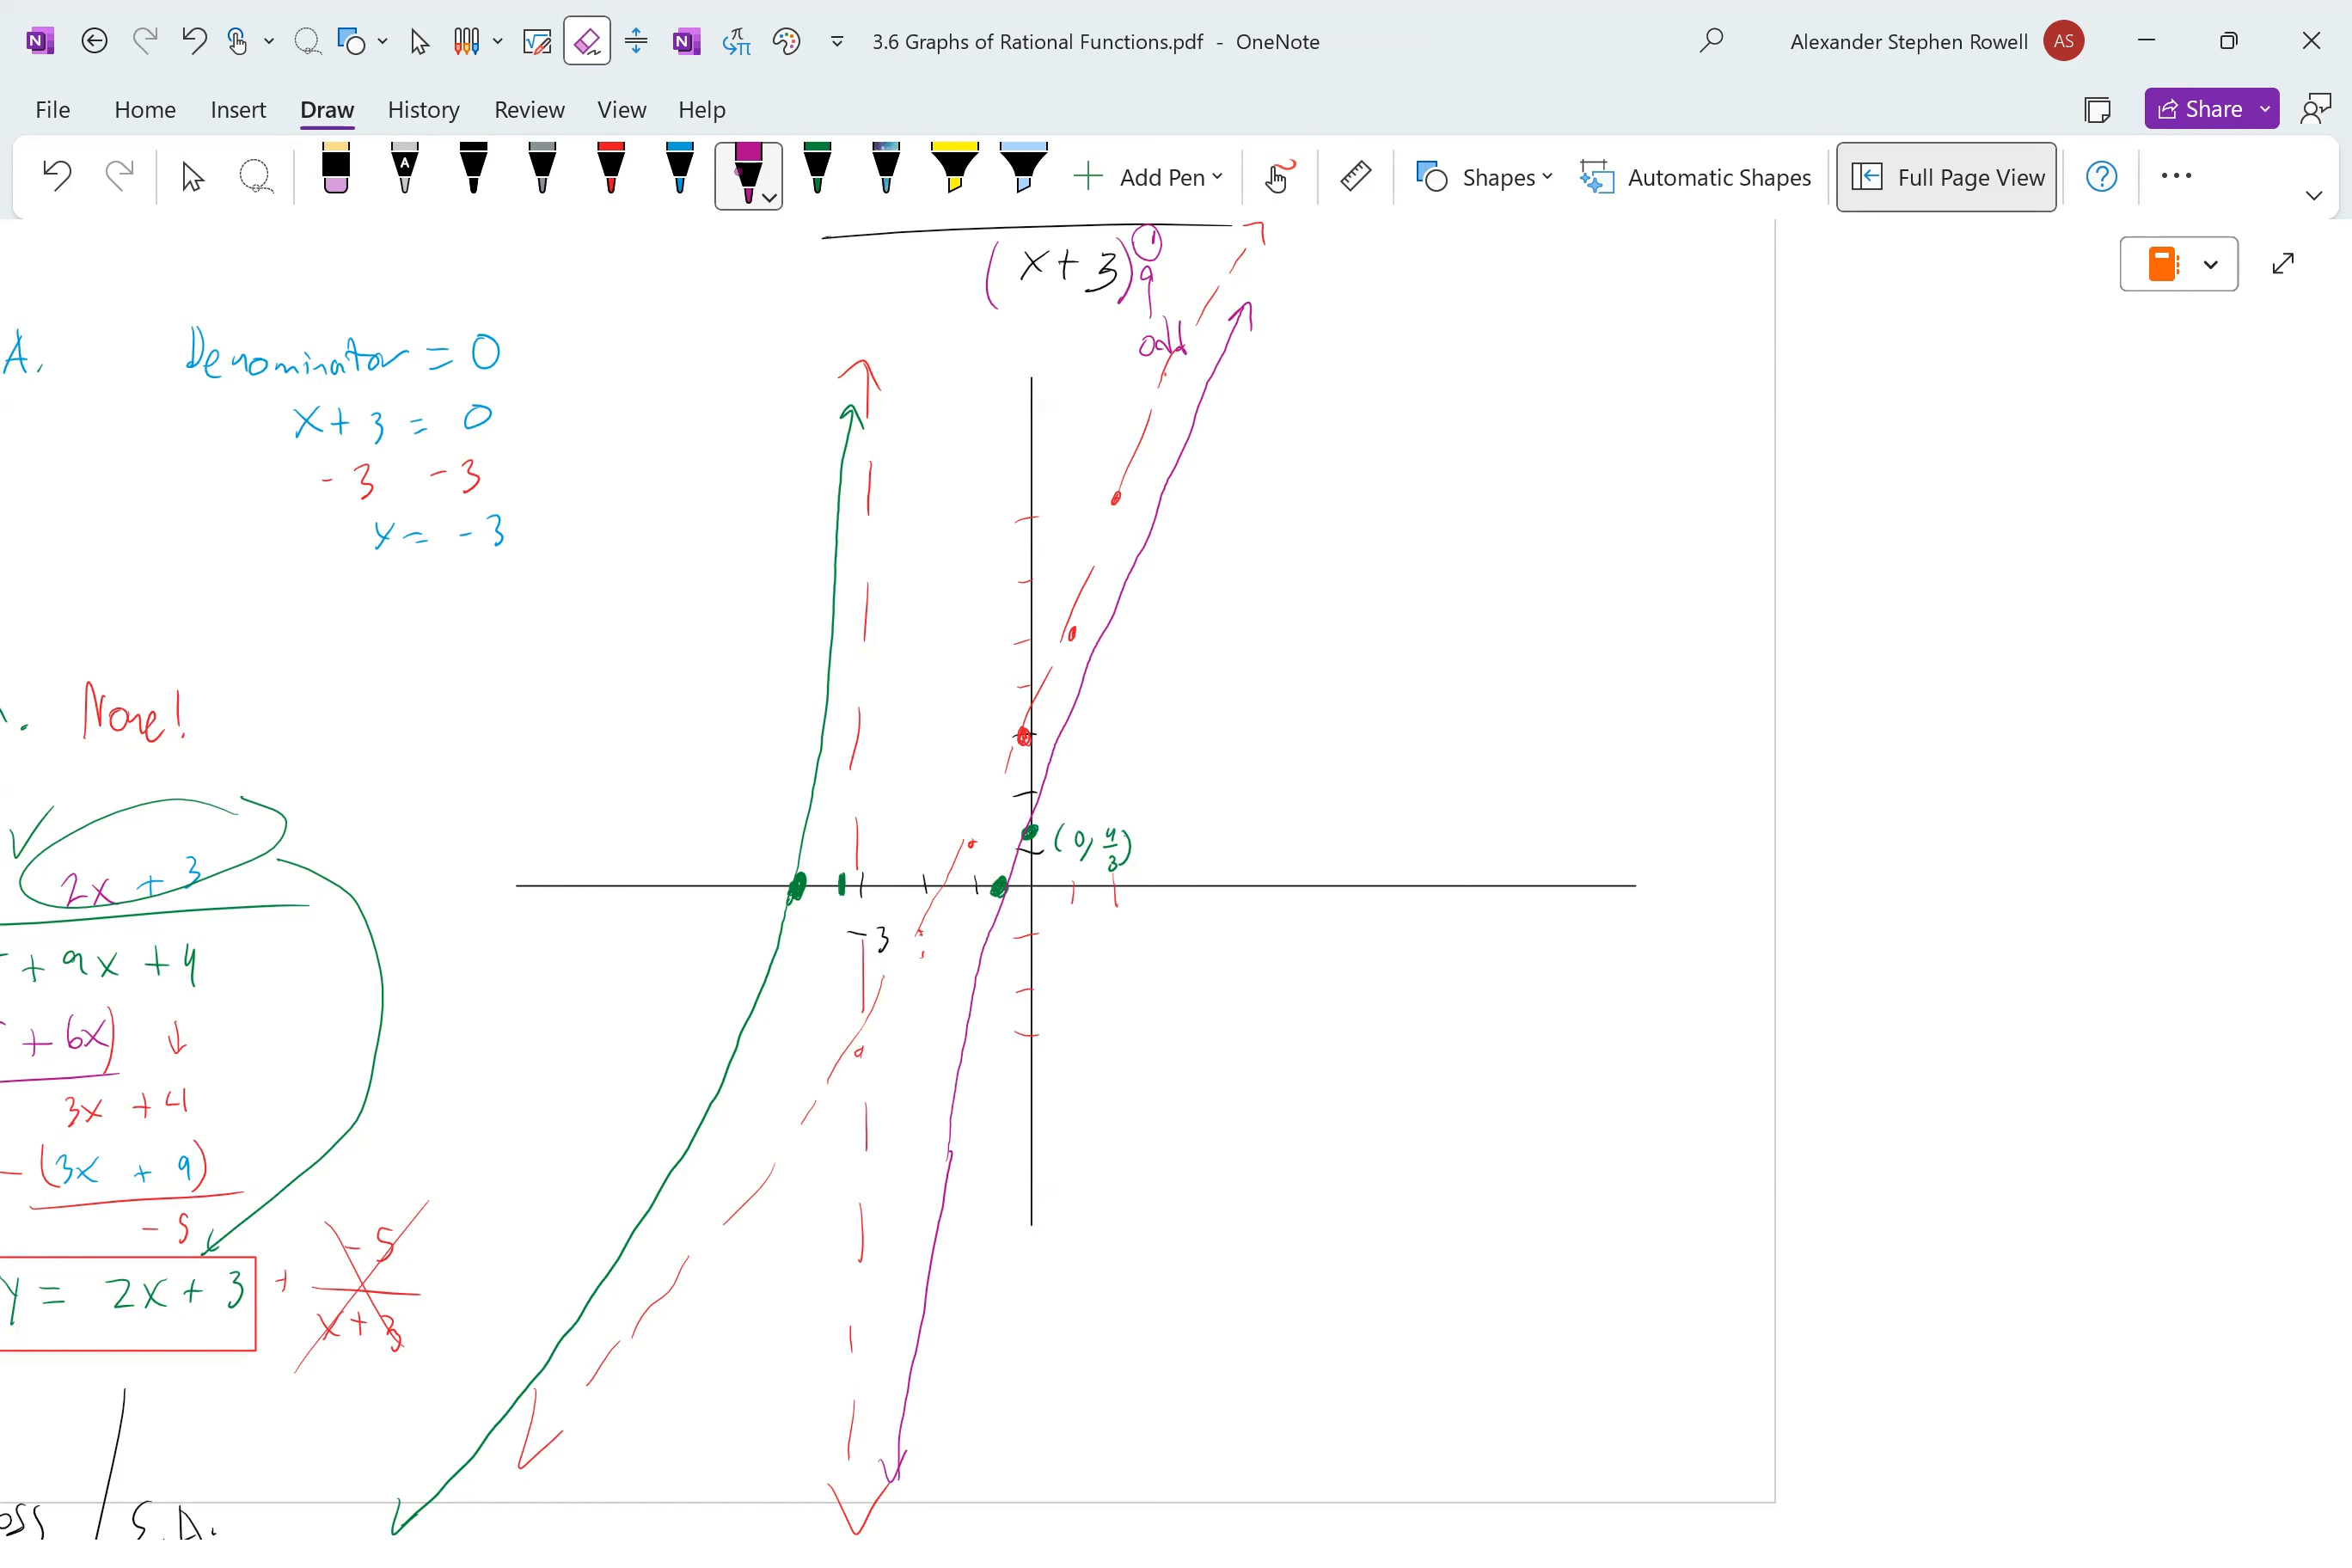 3.6 Graphs of Rational Functions.pdf - OneNote
Alexander Stephen Rowell
AS
File Home Insert Draw History Review View Help
Share
A
Add Pen
Shapes
Automatic Shapes
Full Page View
(x+3)¹
odd
A. Denominator = 0
x+3 = 0
-3 -3
x = -3
. None!
2x + 3
+ 9x + 4
+ 6x)
3x + 4
-(3x + 9)
-5
y = 2x + 3 + -5/x+3
(0, 4/3)
-3
oss / S.A.